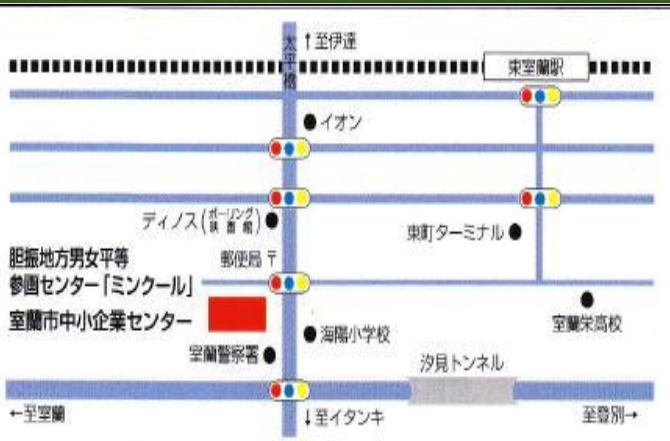 ↑至伊達
太平橋
東室蘭駅
●イオン
ディノス(ボーリング 映画館)●
東町ターミナル●
胆振地方男女平等
参画センター「ミンクール」
郵便局 〒
室蘭市中小企業センター
室蘭栄高校
●海陽小学校
室蘭警察署●
汐見トンネル
←至室蘭
↓至イタンキ
至登別→